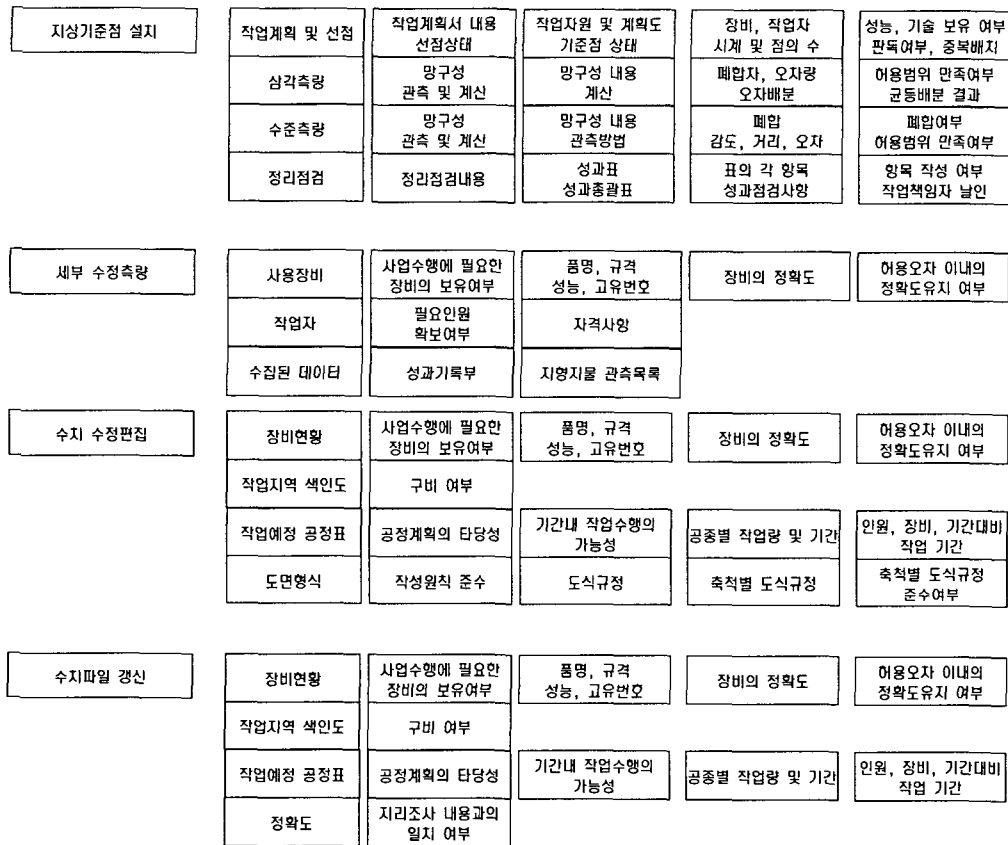 지상기준점 설치
작업계획 및 선점
작업계획서 내용
선점상태
작업자원 및 계획도
기준점 상태
장비, 작업자
시계 및 점의 수
성능, 기술 보유 여부
판독여부, 중복배치
삼각측량
망구성
관측 및 계산
망구성 내용
계산
폐합차, 오차량
오차배분
허용범위 만족여부
균등배분 결과
수준측량
망구성
관측 및 계산
망구성 내용
관측방법
폐합
감도, 거리, 오차
폐합여부
허용범위 만족여부
정리점검
정리점검내용
성과표
성과총괄표
표의 각 항목
성과점검사항
항목 작성 여부
작업책임자 날인
세부 수정측량
사용장비
사업수행에 필요한
장비의 보유여부
품명, 규격
성능, 고유번호
장비의 정확도
허용오차 이내의
정확도유지 여부
작업자
필요인원
확보여부
자격사항
수집된 데이터
성과기록부
지형지물 관측목록
수치 수정편집
장비현황
사업수행에 필요한
장비의 보유여부
품명, 규격
성능, 고유번호
장비의 정확도
허용오차 이내의
정확도유지 여부
작업지역 색인도
구비 여부
작업예정 공정표
공정계획의 타당성
기간내 작업수행의
가능성
공종별 작업량 및 기간
인원, 장비, 기간대비
작업 기간
도면형식
작성원칙 준수
도식규정
축척별 도식규정
축척별 도식규정
준수여부
수치파일 갱신
장비현황
사업수행에 필요한
장비의 보유여부
품명, 규격
성능, 고유번호
장비의 정확도
허용오차 이내의
정확도유지 여부
작업지역 색인도
구비 여부
작업예정 공정표
공정계획의 타당성
기간내 작업수행의
가능성
공종별 작업량 및 기간
인원, 장비, 기간대비
작업 기간
정확도
지리조사 내용과의
일치 여부